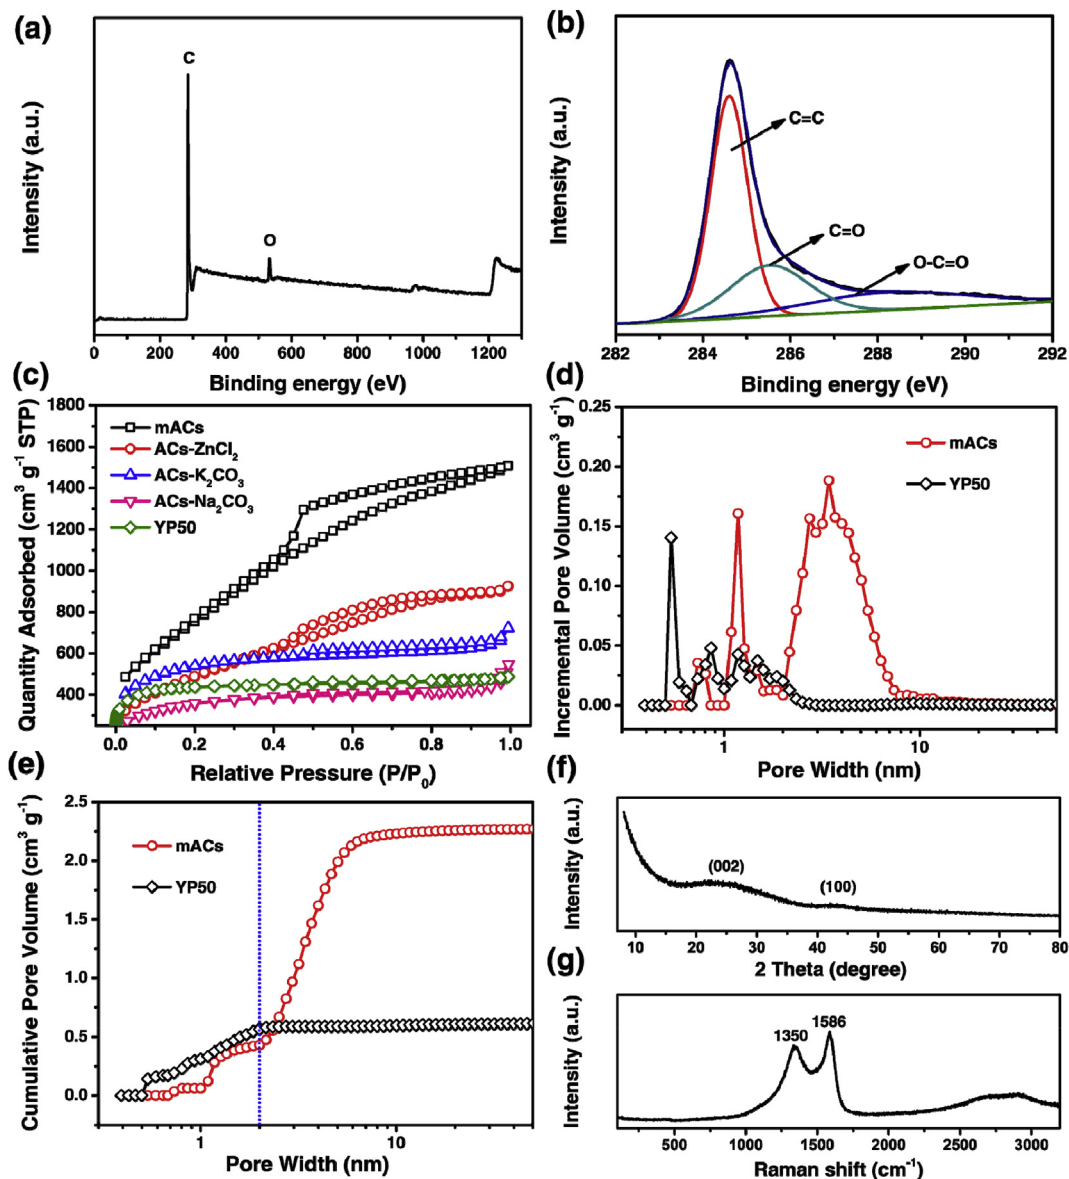 (a)
C
O
Intensity (a.u.)
0 200 400 600 800 1000 1200
Binding energy (eV)
(b)
C=C
C=O
O-C=O
Intensity (a.u.)
282 284 286 288 290 292
Binding energy (eV)
(c)
1800
1600
1400
1200
1000
800
600
400
Quantity Adsorbed (cm³ g⁻¹ STP)
mACs
ACs-ZnCl₂
ACs-K₂CO₃
ACs-Na₂CO₃
YP50
0.0 0.2 0.4 0.6 0.8 1.0
Relative Pressure (P/P₀)
(d)
0.25
0.20
0.15
0.10
0.05
0.00
Incremental Pore Volume (cm³ g⁻¹)
mACs
YP50
1 10
Pore Width (nm)
(e)
2.5
2.0
1.5
1.0
0.5
0.0
Cumulative Pore Volume (cm³ g⁻¹)
mACs
YP50
1 10
Pore Width (nm)
(f)
Intensity (a.u.)
(002)
(100)
10 20 30 40 50 60 70 80
2 Theta (degree)
(g)
Intensity (a.u.)
1350
1586
500 1000 1500 2000 2500 3000
Raman shift (cm⁻¹)